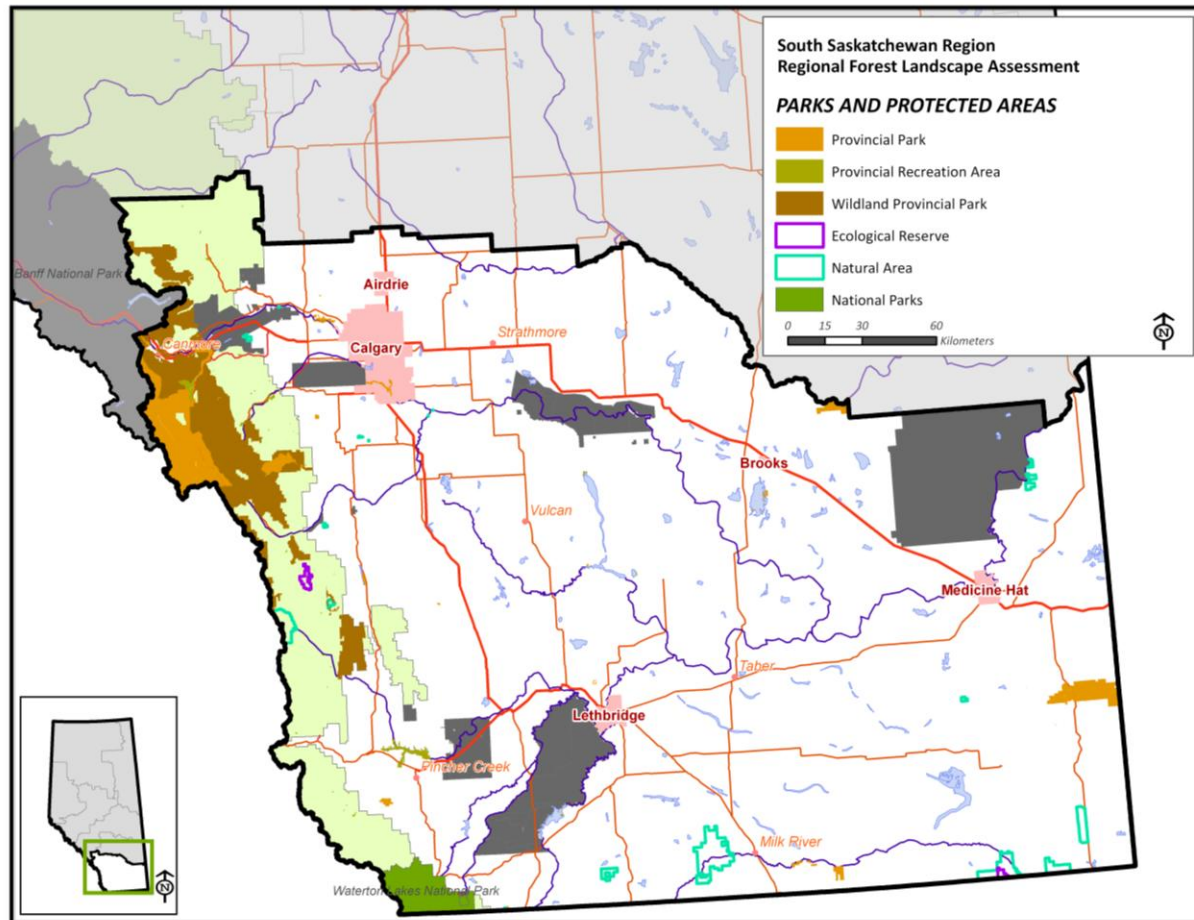 South Saskatchewan Region
Regional Forest Landscape Assessment
PARKS AND PROTECTED AREAS
Provincial Park
Provincial Recreation Area
Wildland Provincial Park
Ecological Reserve
Natural Area
National Parks
0 15 30 60
Kilometers
N
Banff National Park
Airdrie
Canmore
Calgary
Strathmore
Brooks
Vulcan
Medicine Hat
Taber
Lethbridge
Pincher Creek
Milk River
Waterton Lakes National Park
N